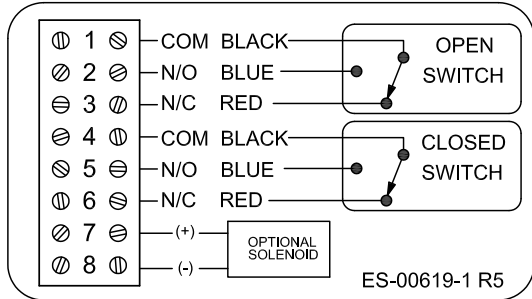 1 COM BLACK
2 N/O BLUE
3 N/C RED
OPEN
SWITCH
4 COM BLACK
5 N/O BLUE
6 N/C RED
CLOSED
SWITCH
7 (+)
8 (-)
OPTIONAL
SOLENOID
ES-00619-1 R5